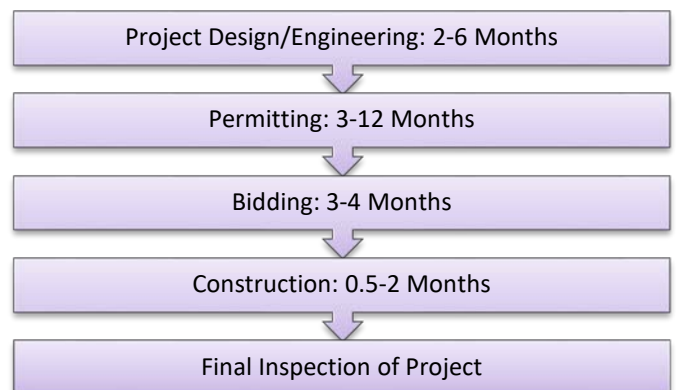 Project Design/Engineering: 2-6 Months
Permitting: 3-12 Months
Bidding: 3-4 Months
Construction: 0.5-2 Months
Final Inspection of Project